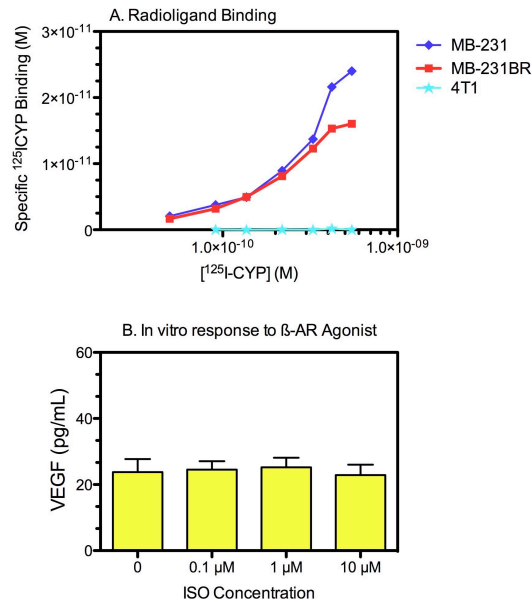 A. Radioligand Binding
3×10-11
2×10-11
1×10-11
0
Specific 125ICYP Binding (M)
1.0×10-10
1.0×10-09
[125I-CYP] (M)
MB-231
MB-231BR
4T1
B. In vitro response to ß-AR Agonist
60
40
20
0
VEGF (pg/mL)
0
0.1 µM
1 µM
10 µM
ISO Concentration